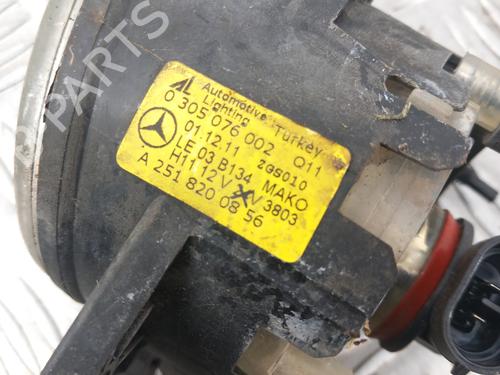 B-PARTS
AL Automotive Lighting Turkey
0 305 076 002 Q11
01.12.11 ZGS010
LE 03 B134 MAKO
H11 12V V 3803
A 251 820 08 56